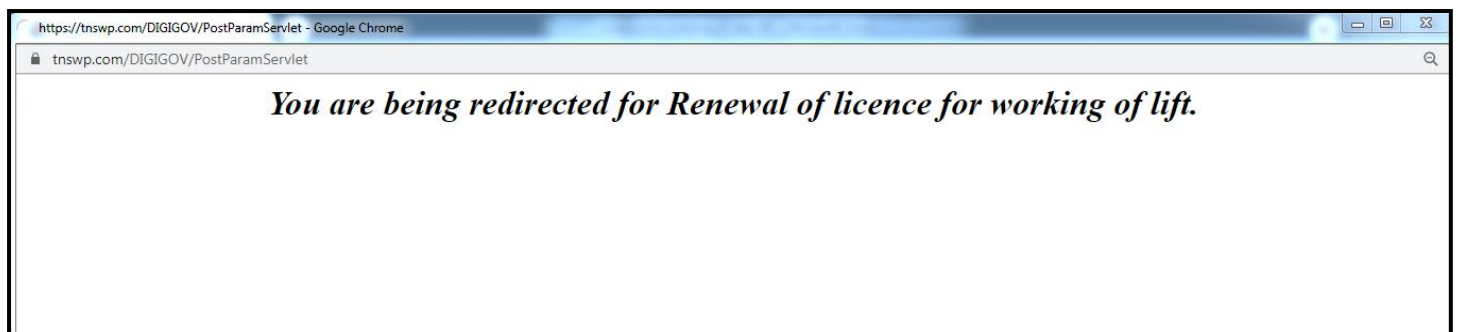 https://tnswp.com/DIGIGOV/PostParamServlet - Google Chrome
tnswp.com/DIGIGOV/PostParamServlet
You are being redirected for Renewal of licence for working of lift.